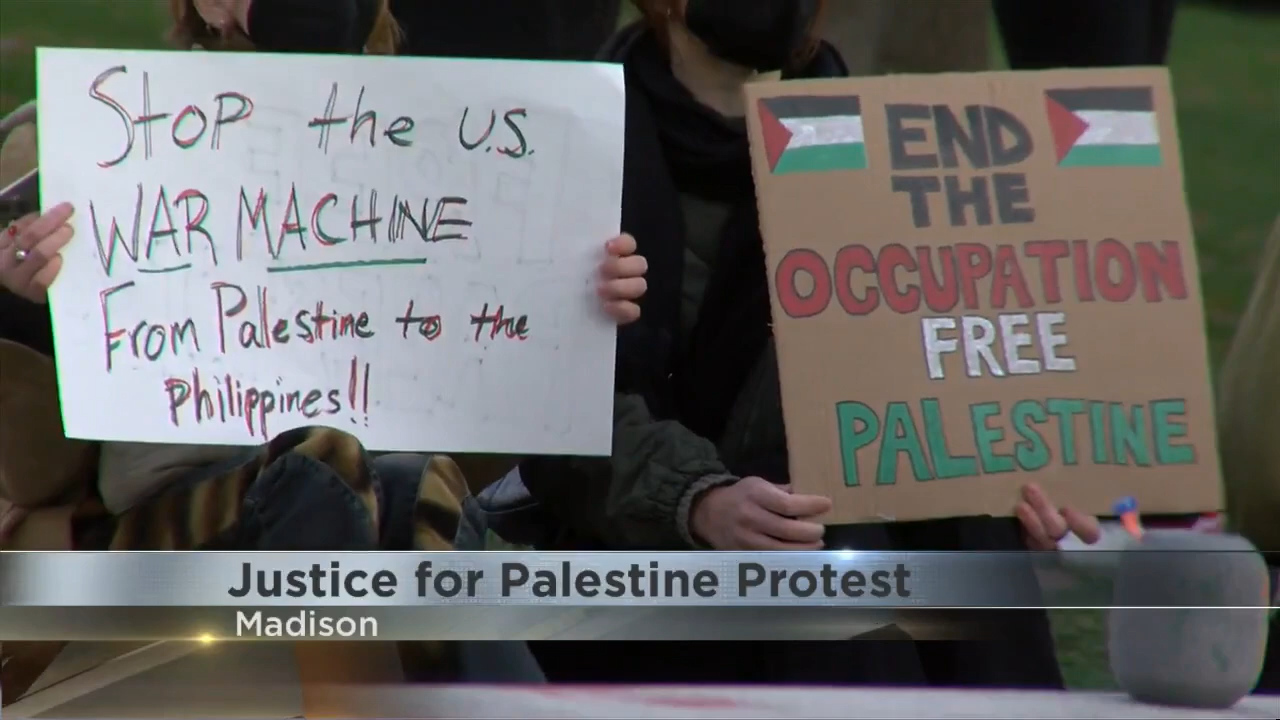 Stop the U.S.
WAR MACHINE
From Palestine to the
Philippines!!
END
THE
OCCUPATION
FREE
PALESTINE
Justice for Palestine Protest
Madison